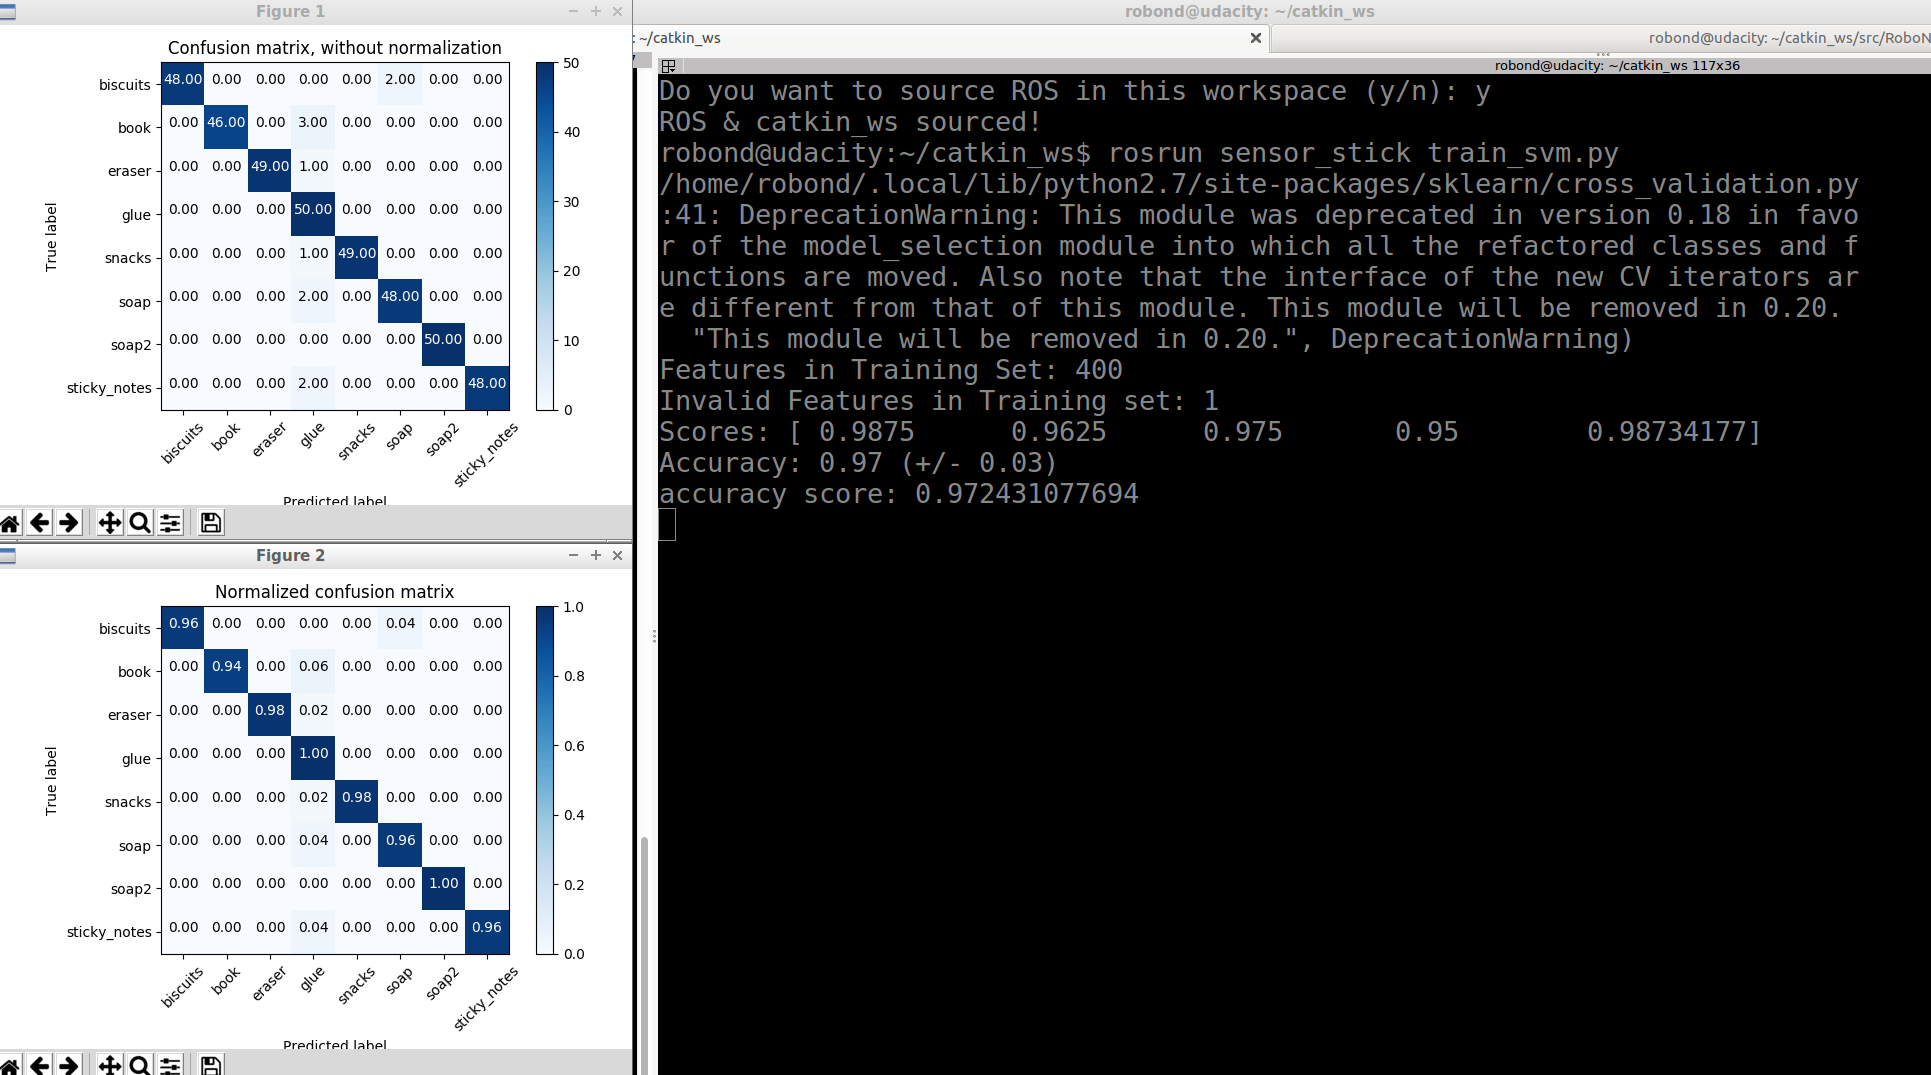 Figure 1
Confusion matrix, without normalization
biscuits 48.00 0.00 0.00 0.00 0.00 2.00 0.00 0.00
book 0.00 46.00 0.00 3.00 0.00 0.00 0.00 0.00
eraser 0.00 0.00 49.00 1.00 0.00 0.00 0.00 0.00
glue 0.00 0.00 0.00 50.00 0.00 0.00 0.00 0.00
snacks 0.00 0.00 0.00 1.00 49.00 0.00 0.00 0.00
soap 0.00 0.00 0.00 2.00 0.00 48.00 0.00 0.00
soap2 0.00 0.00 0.00 0.00 0.00 0.00 50.00 0.00
sticky_notes 0.00 0.00 0.00 2.00 0.00 0.00 0.00 48.00
True label
biscuits book eraser glue snacks soap soap2 sticky_notes
Predicted label
50
40
30
20
10
0
Figure 2
Normalized confusion matrix
biscuits 0.96 0.00 0.00 0.00 0.00 0.04 0.00 0.00
book 0.00 0.94 0.00 0.06 0.00 0.00 0.00 0.00
eraser 0.00 0.00 0.98 0.02 0.00 0.00 0.00 0.00
glue 0.00 0.00 0.00 1.00 0.00 0.00 0.00 0.00
snacks 0.00 0.00 0.00 0.02 0.98 0.00 0.00 0.00
soap 0.00 0.00 0.00 0.04 0.00 0.96 0.00 0.00
soap2 0.00 0.00 0.00 0.00 0.00 0.00 1.00 0.00
sticky_notes 0.00 0.00 0.00 0.04 0.00 0.00 0.00 0.96
True label
biscuits book eraser glue snacks soap soap2 sticky_notes
Predicted label
1.0
0.8
0.6
0.4
0.2
0.0
robond@udacity: ~/catkin_ws
: ~/catkin_ws
robond@udacity: ~/catkin_ws/src/RoboN
robond@udacity: ~/catkin_ws 117x36
Do you want to source ROS in this workspace (y/n): y
ROS & catkin_ws sourced!
robond@udacity:~/catkin_ws$ rosrun sensor_stick train_svm.py
/home/robond/.local/lib/python2.7/site-packages/sklearn/cross_validation.py
:41: DeprecationWarning: This module was deprecated in version 0.18 in favo
r of the model_selection module into which all the refactored classes and f
unctions are moved. Also note that the interface of the new CV iterators ar
e different from that of this module. This module will be removed in 0.20.
"This module will be removed in 0.20.", DeprecationWarning)
Features in Training Set: 400
Invalid Features in Training set: 1
Scores: [ 0.9875 0.9625 0.975 0.95 0.98734177]
Accuracy: 0.97 (+/- 0.03)
accuracy score: 0.972431077694